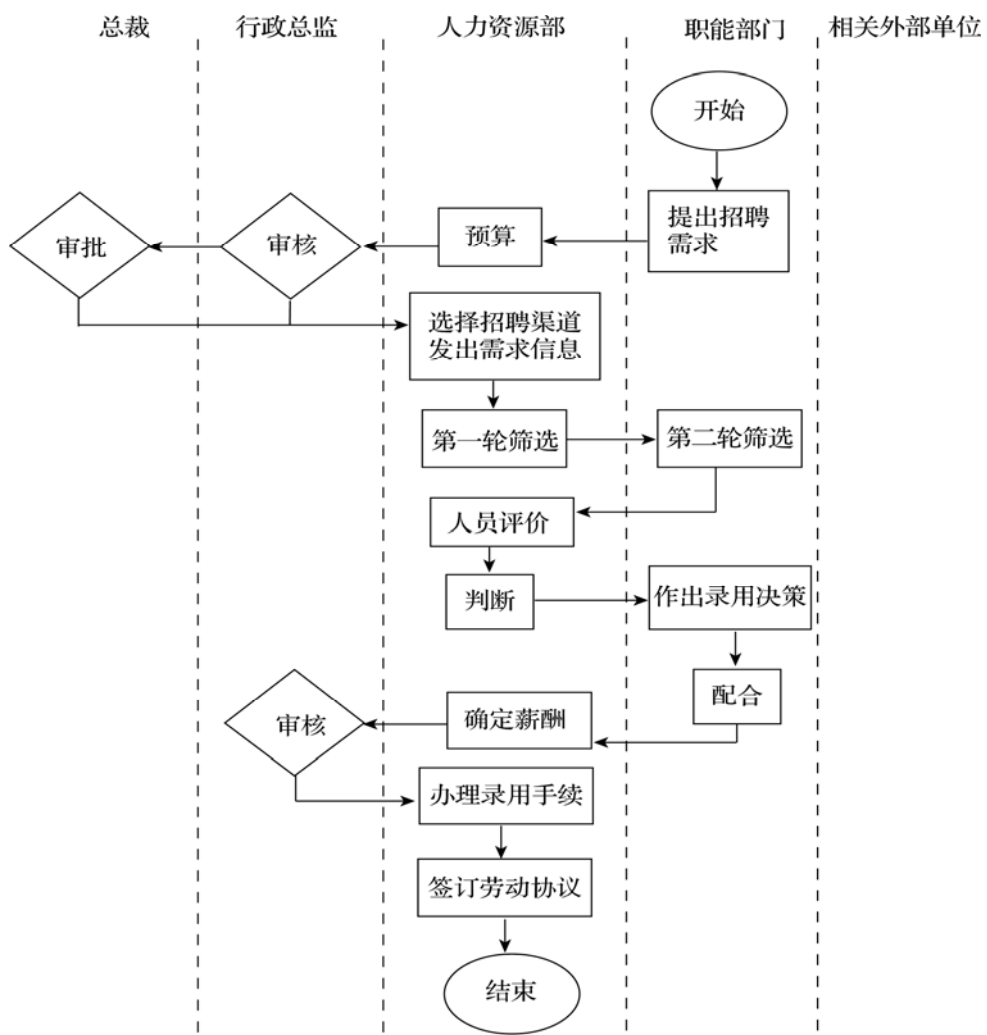 总裁
行政总监
人力资源部
职能部门
相关外部单位
开始
提出招聘
需求
预算
审核
审批
选择招聘渠道
发出需求信息
第一轮筛选
第二轮筛选
人员评价
判断
作出录用决策
配合
确定薪酬
审核
办理录用手续
签订劳动协议
结束